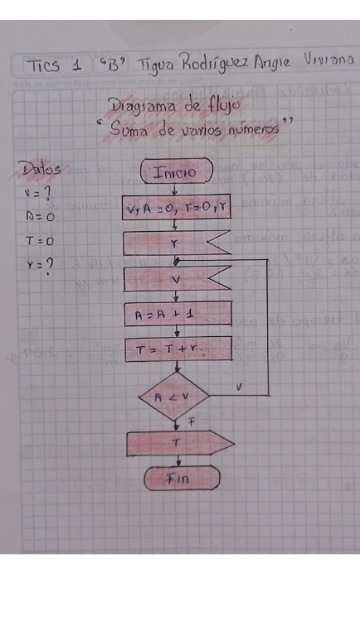 Tics 1 "B" Tigua Rodríguez Angie Viviana
Diagrama de flujo
"Suma de varios números"
Datos
v = ?
A = 0
T = 0
r = ?
Inicio
v, A = 0, T = 0, r
r
v
A = A + 1
T = T + r
A < v
v
F
T
Fin